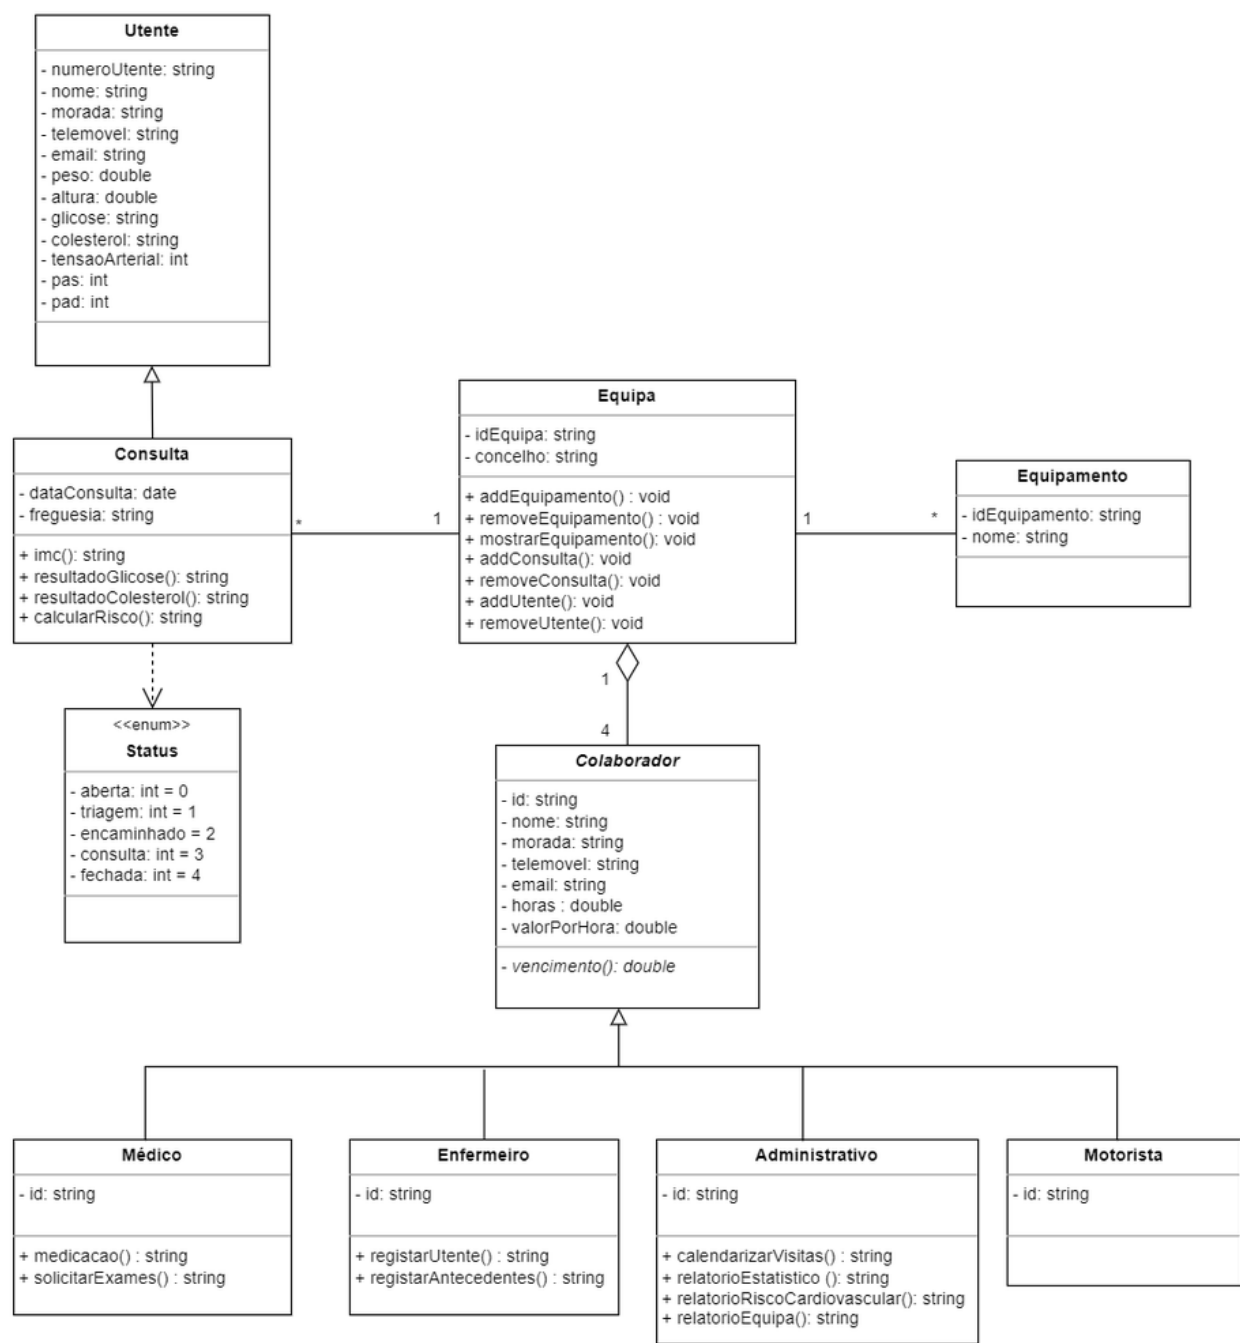 Utente
- numeroUtente: string
- nome: string
- morada: string
- telemovel: string
- email: string
- peso: double
- altura: double
- glicose: string
- colesterol: string
- tensaoArterial: int
- pas: int
- pad: int
Consulta
- dataConsulta: date
- freguesia: string
+ imc(): string
+ resultadoGlicose(): string
+ resultadoColesterol(): string
+ calcularRisco(): string
*
1
Equipa
- idEquipa: string
- concelho: string
+ addEquipamento() : void
+ removeEquipamento() : void
+ mostrarEquipamento(): void
+ addConsulta(): void
+ removeConsulta(): void
+ addUtente(): void
+ removeUtente(): void
1
*
Equipamento
- idEquipamento: string
- nome: string
<<enum>>
Status
- aberta: int = 0
- triagem: int = 1
- encaminhado = 2
- consulta: int = 3
- fechada: int = 4
1
4
Colaborador
- id: string
- nome: string
- morada: string
- telemovel: string
- email: string
- horas : double
- valorPorHora: double
- vencimento(): double
Médico
- id: string
+ medicacao() : string
+ solicitarExames() : string
Enfermeiro
- id: string
+ registarUtente() : string
+ registarAntecedentes() : string
Administrativo
- id: string
+ calendarizarVisitas() : string
+ relatorioEstatistico (): string
+ relatorioRiscoCardiovascular(): string
+ relatorioEquipa(): string
Motorista
- id: string